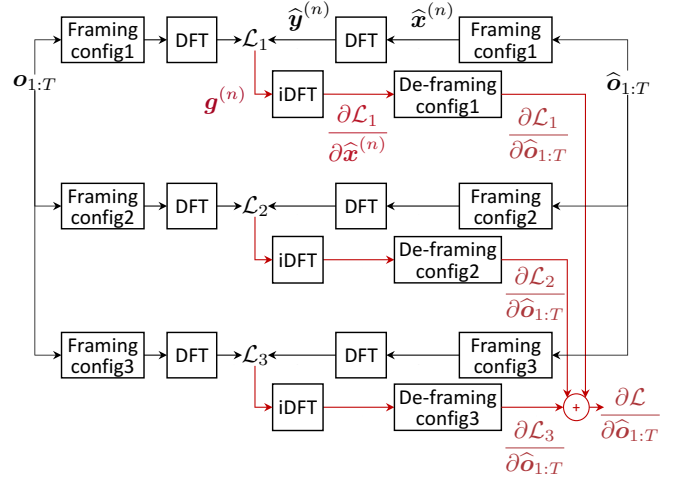 Framing config1
DFT
ℒ₁
ŷ⁽ⁿ⁾
DFT
x̂⁽ⁿ⁾
Framing config1
o₁:T
ô₁:T
g⁽ⁿ⁾
iDFT
∂ℒ₁/∂x̂⁽ⁿ⁾
De-framing config1
∂ℒ₁/∂ô₁:T
Framing config2
DFT
ℒ₂
DFT
Framing config2
iDFT
De-framing config2
∂ℒ₂/∂ô₁:T
Framing config3
DFT
ℒ₃
DFT
Framing config3
iDFT
De-framing config3
∂ℒ₃/∂ô₁:T
+
∂ℒ/∂ô₁:T